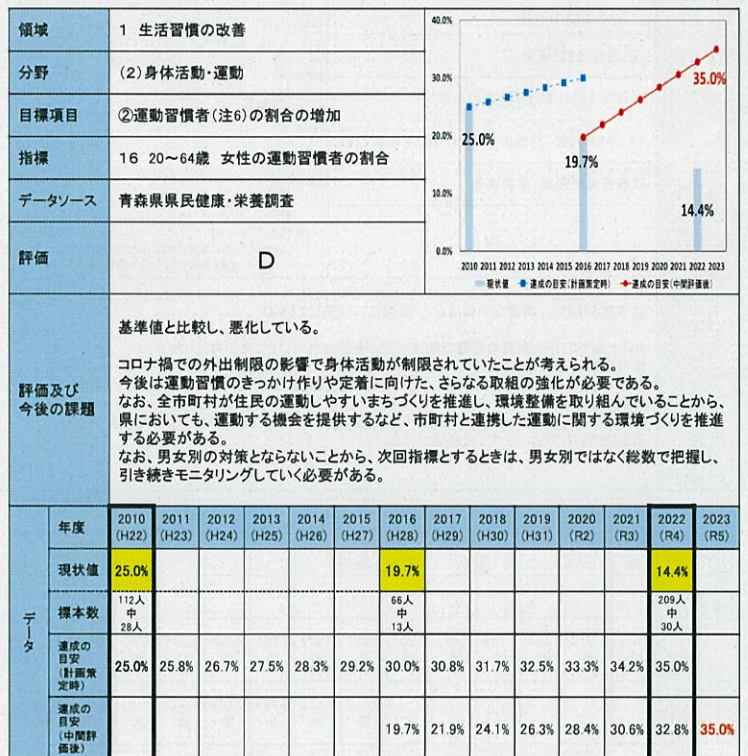 領域 1 生活習慣の改善
分野 (2)身体活動・運動
目標項目 ②運動習慣者(注6)の割合の増加
指標 16 20～64歳 女性の運動習慣者の割合
データソース 青森県県民健康・栄養調査
評価 D
40.0%
30.0%
20.0%
10.0%
0.0%
25.0%
19.7%
14.4%
35.0%
2010 2011 2012 2013 2014 2015 2016 2017 2018 2019 2020 2021 2022 2023
現状値 達成の目安(計画策定時) 達成の目安(中間評価後)
評価及び
今後の課題
基準値と比較し、悪化している。
コロナ禍での外出制限の影響で身体活動が制限されていたことが考えられる。
今後は運動習慣のきっかけ作りや定着に向けた、さらなる取組の強化が必要である。
なお、全市町村が住民の運動しやすいまちづくりを推進し、環境整備を取り組んでいることから、
県においても、運動する機会を提供するなど、市町村と連携した運動に関する環境づくりを推進
する必要がある。
なお、男女別の対策とならないことから、次回指標とするときは、男女別ではなく総数で把握し、
引き続きモニタリングしていく必要がある。
データ
年度 2010 2011 2012 2013 2014 2015 2016 2017 2018 2019 2020 2021 2022 2023
(H22) (H23) (H24) (H25) (H26) (H27) (H28) (H29) (H30) (H31) (R2) (R3) (R4) (R5)
現状値 25.0% 19.7% 14.4%
標本数
112人 66人 209人
中 中 中
28人 13人 30人
達成の
目安
(計画策
定時)
25.0% 25.8% 26.7% 27.5% 28.3% 29.2% 30.0% 30.8% 31.7% 32.5% 33.3% 34.2% 35.0%
達成の
目安
(中間評
価後)
19.7% 21.9% 24.1% 26.3% 28.4% 30.6% 32.8% 35.0%